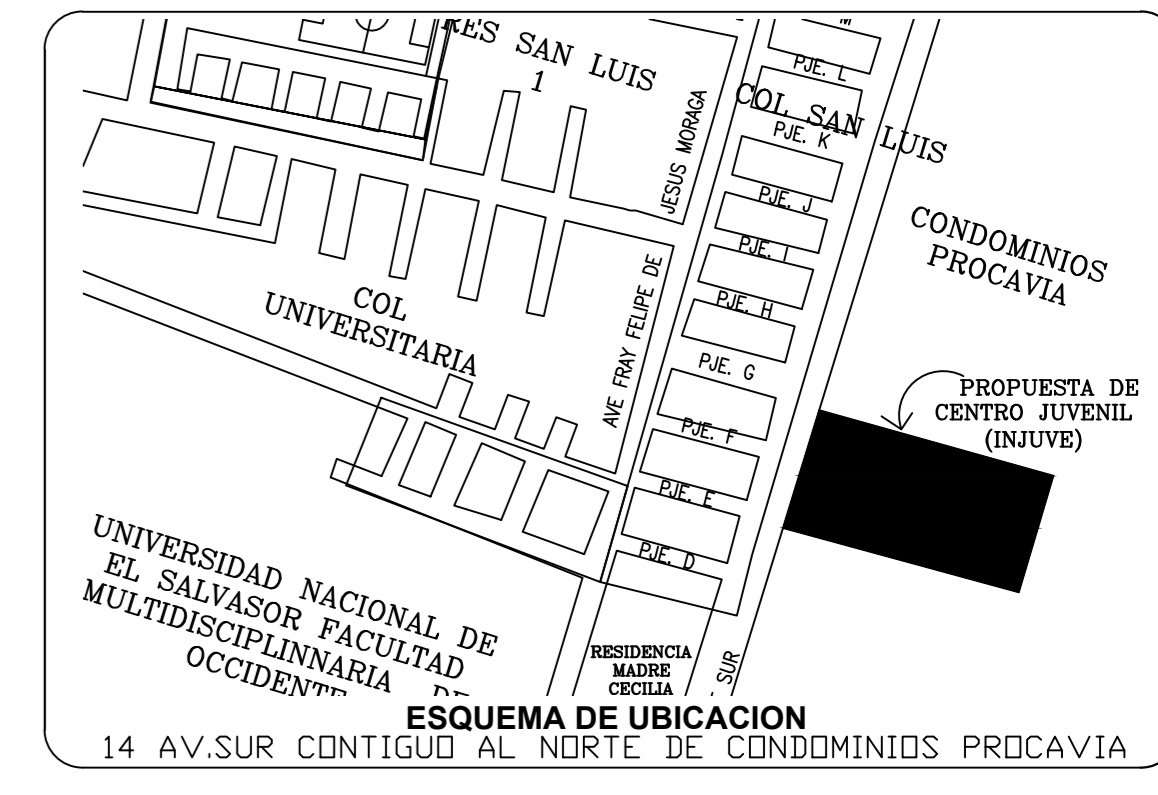 RES SAN LUIS
1
JESUS MORAGA
AVE FRAY FELIPE DE
M
PJE. L
COL SAN LUIS
PJE. K
PJE. J
PJE. I
PJE. H
PJE. G
PJE. F
PJE. E
PJE. D
CONDOMINIOS
PROCAVIA
PROPUESTA DE
CENTRO JUVENIL
(INJUVE)
COL
UNIVERSITARIA
UNIVERSIDAD NACIONAL DE
EL SALVASOR FACULTAD
MULTIDISCIPLINNARIA DE
OCCIDENTE
RESIDENCIA
MADRE
CECILIA
SUR
ESQUEMA DE UBICACION
14 AV.SUR CONTIGUO AL NORTE DE CONDOMINIOS PROCAVIA